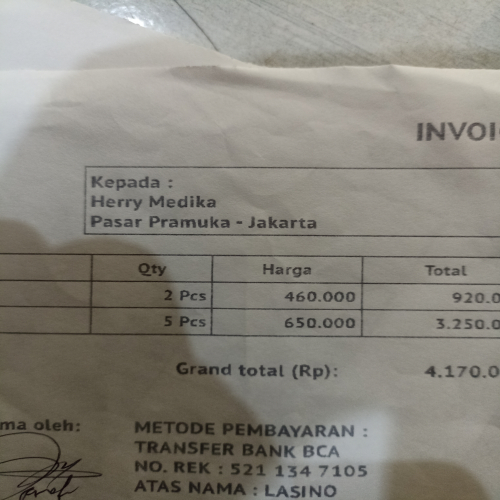 INVOI
Kepada :
Herry Medika
Pasar Pramuka - Jakarta
Qty Harga Total
2 Pcs 460.000 920.0
5 Pcs 650.000 3.250.0
Grand total (Rp): 4.170.0
ma oleh:
METODE PEMBAYARAN :
TRANSFER BANK BCA
NO. REK : 521 134 7105
ATAS NAMA : LASINO